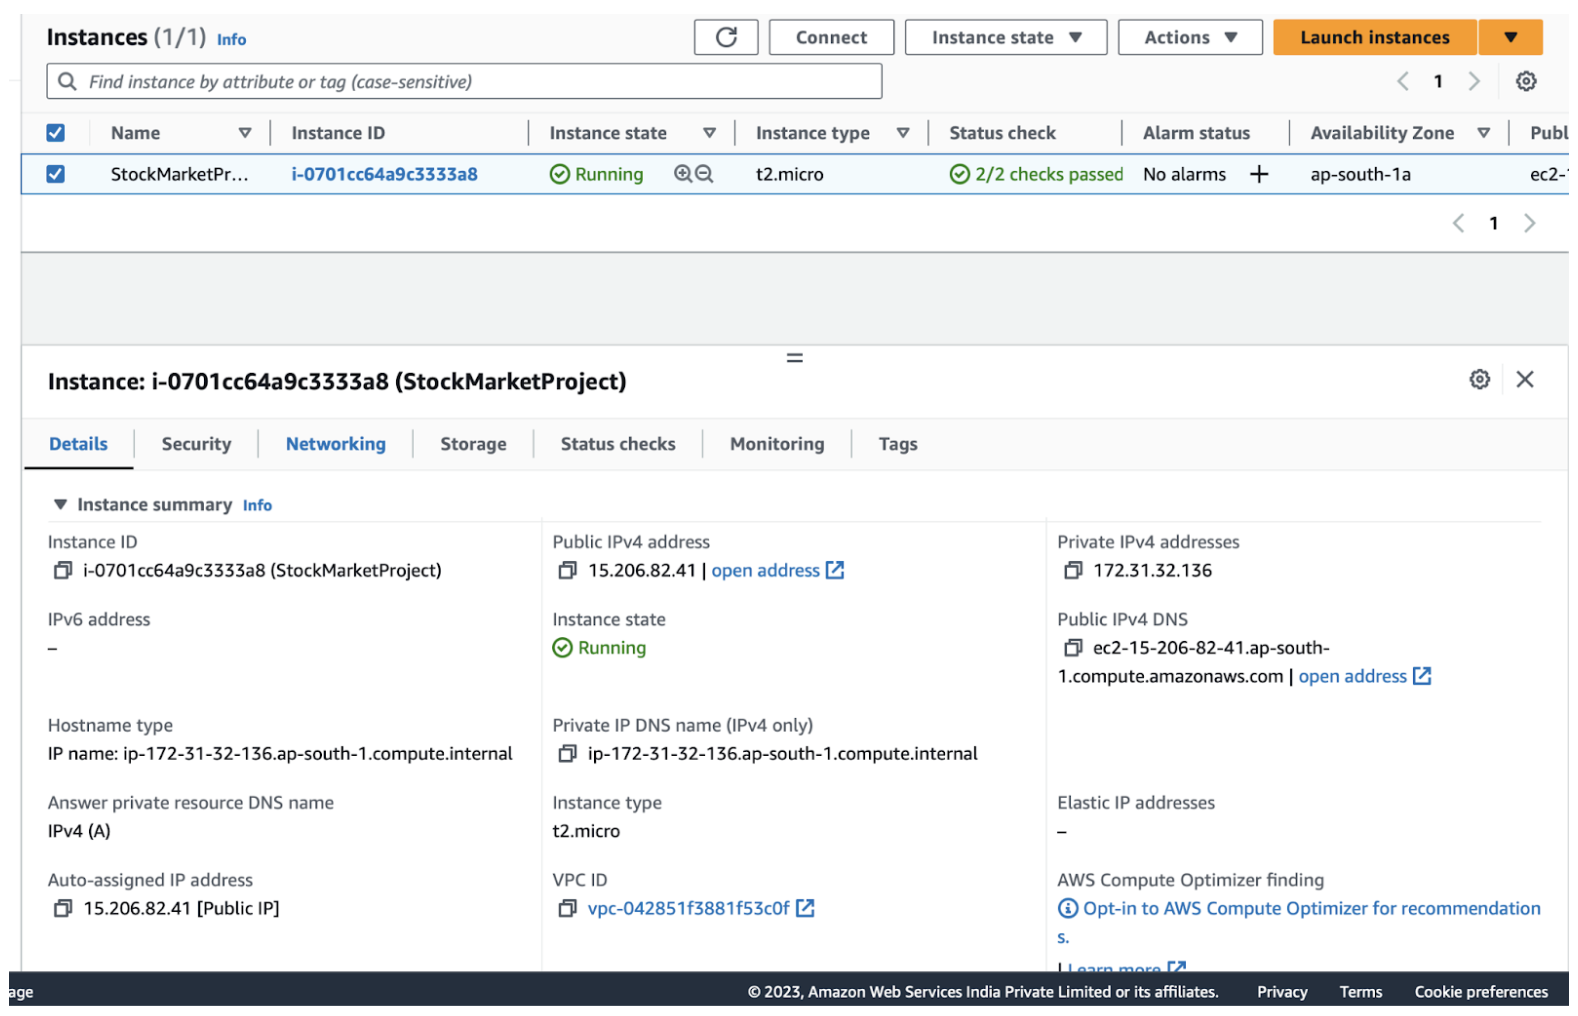 Instances (1/1) Info
Connect
Instance state
Actions
Launch instances
Find instance by attribute or tag (case-sensitive)
1
Name Instance ID Instance state Instance type Status check Alarm status Availability Zone Publ
StockMarketPr... i-0701cc64a9c3333a8 Running t2.micro 2/2 checks passed No alarms + ap-south-1a ec2-1
1
Instance: i-0701cc64a9c3333a8 (StockMarketProject)
Details Security Networking Storage Status checks Monitoring Tags
Instance summary Info
Instance ID
i-0701cc64a9c3333a8 (StockMarketProject)
Public IPv4 address
15.206.82.41 | open address
Private IPv4 addresses
172.31.32.136
IPv6 address
–
Instance state
Running
Public IPv4 DNS
ec2-15-206-82-41.ap-south-
1.compute.amazonaws.com | open address
Hostname type
IP name: ip-172-31-32-136.ap-south-1.compute.internal
Private IP DNS name (IPv4 only)
ip-172-31-32-136.ap-south-1.compute.internal
Answer private resource DNS name
IPv4 (A)
Instance type
t2.micro
Elastic IP addresses
–
Auto-assigned IP address
15.206.82.41 [Public IP]
VPC ID
vpc-042851f3881f53c0f
AWS Compute Optimizer finding
Opt-in to AWS Compute Optimizer for recommendation
s.
| Learn more
age
© 2023, Amazon Web Services India Private Limited or its affiliates. Privacy Terms Cookie preferences